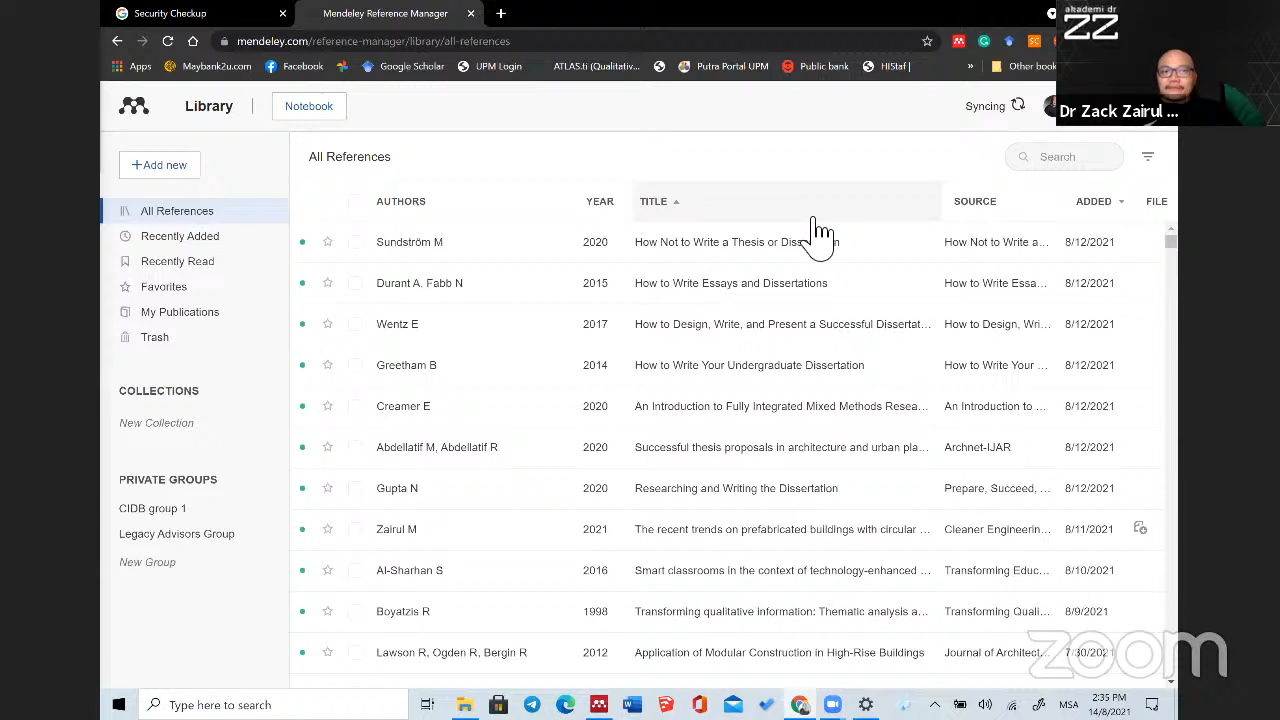 Security Checkup
Mendeley Reference Manager
mendeley.com/reference-manager/library/all-references
Apps
Maybank2u.com
Facebook
Google Scholar
UPM Login
ATLAS.ti (Qualitativ...
Putra Portal UPM
Public bank
HIStaf |
»
Other book
akademi dr
ZZ
Dr Zack Zairul ...
Library
Notebook
Syncing
+Add new
All References
Recently Added
Recently Read
Favorites
My Publications
Trash
COLLECTIONS
New Collection
PRIVATE GROUPS
CIDB group 1
Legacy Advisors Group
New Group
All References
Search
AUTHORS YEAR TITLE SOURCE ADDED FILE
Sundström M 2020 How Not to Write a Thesis or How Not to Write a... 8/12/2021
Durant A, Fabb N 2015 How to Write Essays and Dissertations How to Write Essa... 8/12/2021
Wentz E 2017 How to Design, Write, and Present a Successful Dissertat... How to Design, Wri... 8/12/2021
Greetham B 2014 How to Write Your Undergraduate Dissertation How to Write Your ... 8/12/2021
Creamer E 2020 An Introduction to Fully Integrated Mixed Methods Resea... An Introduction to ... 8/12/2021
Abdellatif M, Abdellatif R 2020 Successful thesis proposals in architecture and urban pla... Archnet-IJAR 8/12/2021
Gupta N 2020 Researching and Writing the Dissertation Prepare, Succeed, ... 8/12/2021
Zairul M 2021 The recent trends on prefabricated buildings with circular ... Cleaner Engineerin... 8/11/2021
Al-Sharhan S 2016 Smart classrooms in the context of technology-enhanced ... Transforming Educ... 8/10/2021
Boyatzis R 1998 Transforming qualitative information: Thematic analysis a... Transforming Quali... 8/9/2021
Lawson R, Ogden R, Bergin R 2012 Application of Modular Construction in High-Rise Buildings Journal of Architect... 7/30/2021
zoom
Type here to search
MSA
2:35 PM
14/8/2021